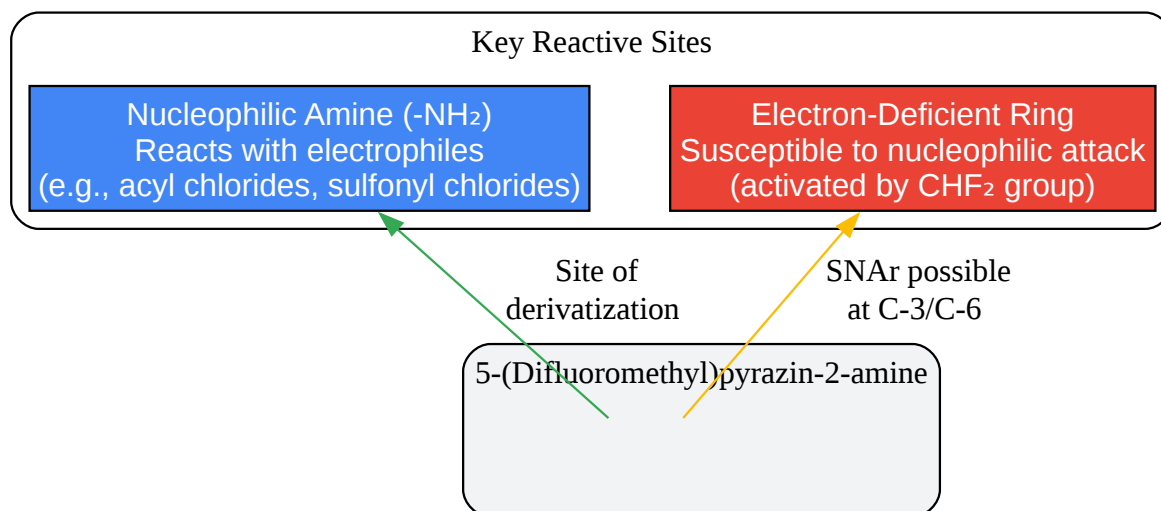 Key Reactive Sites
Nucleophilic Amine (-NH₂)
Reacts with electrophiles
(e.g., acyl chlorides, sulfonyl chlorides)
Electron-Deficient Ring
Susceptible to nucleophilic attack
(activated by CHF₂ group)
Site of
derivatization
SNAr possible
at C-3/C-6
5-(Difluoromethyl)pyrazin-2-amine